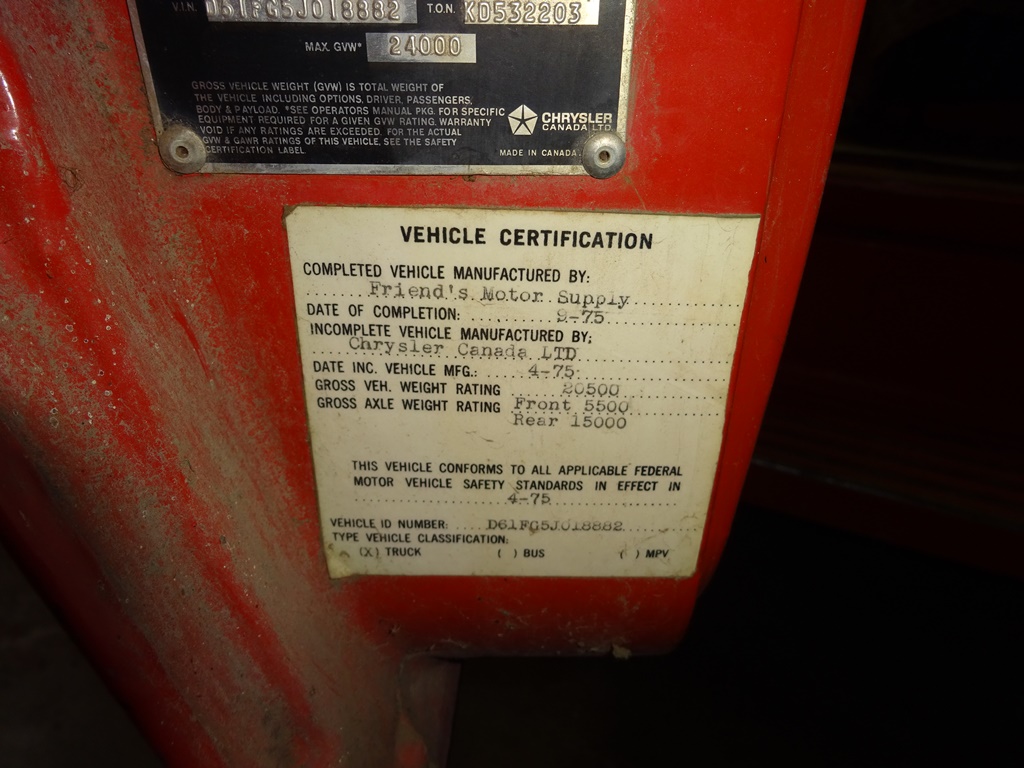 V.I.N. D61FG5J018882 T.O.N. KD532203
MAX. GVW* 24000
GROSS VEHICLE WEIGHT (GVW) IS TOTAL WEIGHT OF
THE VEHICLE INCLUDING OPTIONS, DRIVER, PASSENGERS,
BODY & PAYLOAD. *SEE OPERATORS MANUAL PKG. FOR SPECIFIC
EQUIPMENT REQUIRED FOR A GIVEN GVW RATING. WARRANTY
VOID IF ANY RATINGS ARE EXCEEDED. FOR THE ACTUAL
GVW & GAWR RATINGS OF THIS VEHICLE, SEE THE SAFETY
CERTIFICATION LABEL.
CHRYSLER
CANADA LTD.
MADE IN CANADA.
VEHICLE CERTIFICATION
COMPLETED VEHICLE MANUFACTURED BY:
Friend's Motor Supply
DATE OF COMPLETION: 9-75
INCOMPLETE VEHICLE MANUFACTURED BY:
Chrysler Canada LTD
DATE INC. VEHICLE MFG.: 4-75
GROSS VEH. WEIGHT RATING 20500
GROSS AXLE WEIGHT RATING Front 5500
Rear 15000
THIS VEHICLE CONFORMS TO ALL APPLICABLE FEDERAL
MOTOR VEHICLE SAFETY STANDARDS IN EFFECT IN
4-75
VEHICLE ID NUMBER: D61FG5J018882
TYPE VEHICLE CLASSIFICATION:
(X) TRUCK ( ) BUS ( ) MPV